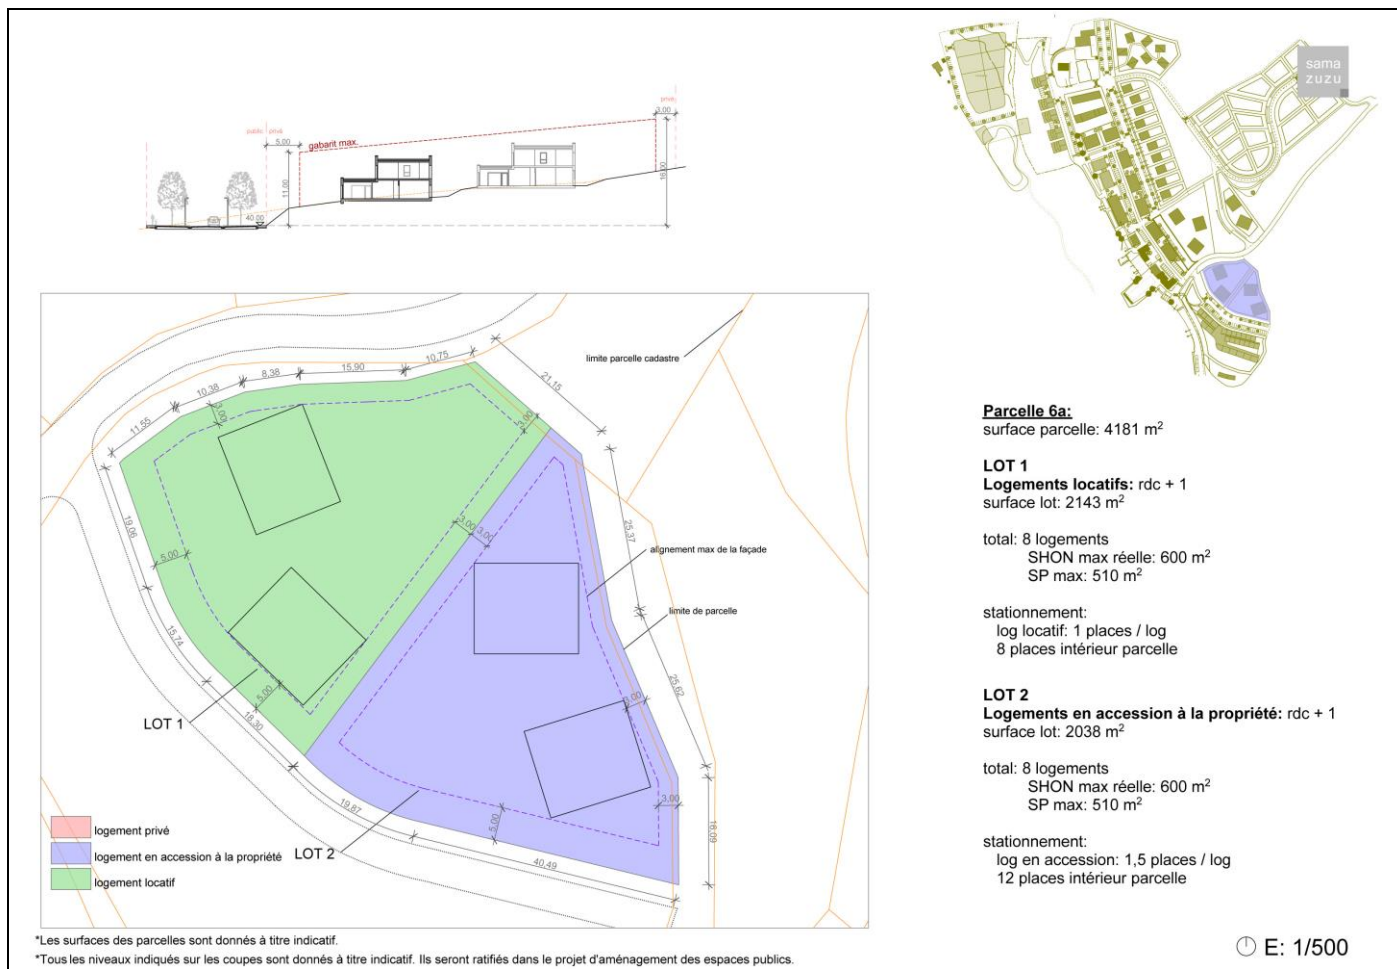 sama
zuzu
public
privé
privé
3,00
5,00
gabarit max.
11,00
16,00
40,00
limite parcelle cadastre
10,75
15,90
8,38
10,38
11,55
21,15
3,00
3,00
19,06
5,00
3,00
3,00
25,37
alignement max de la façade
limite de parcelle
15,74
5,00
25,62
3,00
LOT 1
18,30
19,87
5,00
3,00
16,09
40,49
LOT 2
logement privé
logement en accession à la propriété
logement locatif
Parcelle 6a:
surface parcelle: 4181 m²
LOT 1
Logements locatifs: rdc + 1
surface lot: 2143 m²
total: 8 logements
SHON max réelle: 600 m²
SP max: 510 m²
stationnement:
log locatif: 1 places / log
8 places intérieur parcelle
LOT 2
Logements en accession à la propriété: rdc + 1
surface lot: 2038 m²
total: 8 logements
SHON max réelle: 600 m²
SP max: 510 m²
stationnement:
log en accession: 1,5 places / log
12 places intérieur parcelle
*Les surfaces des parcelles sont donnés à titre indicatif.
*Tous les niveaux indiqués sur les coupes sont donnés à titre indicatif. Ils seront ratifiés dans le projet d'aménagement des espaces publics.
E: 1/500